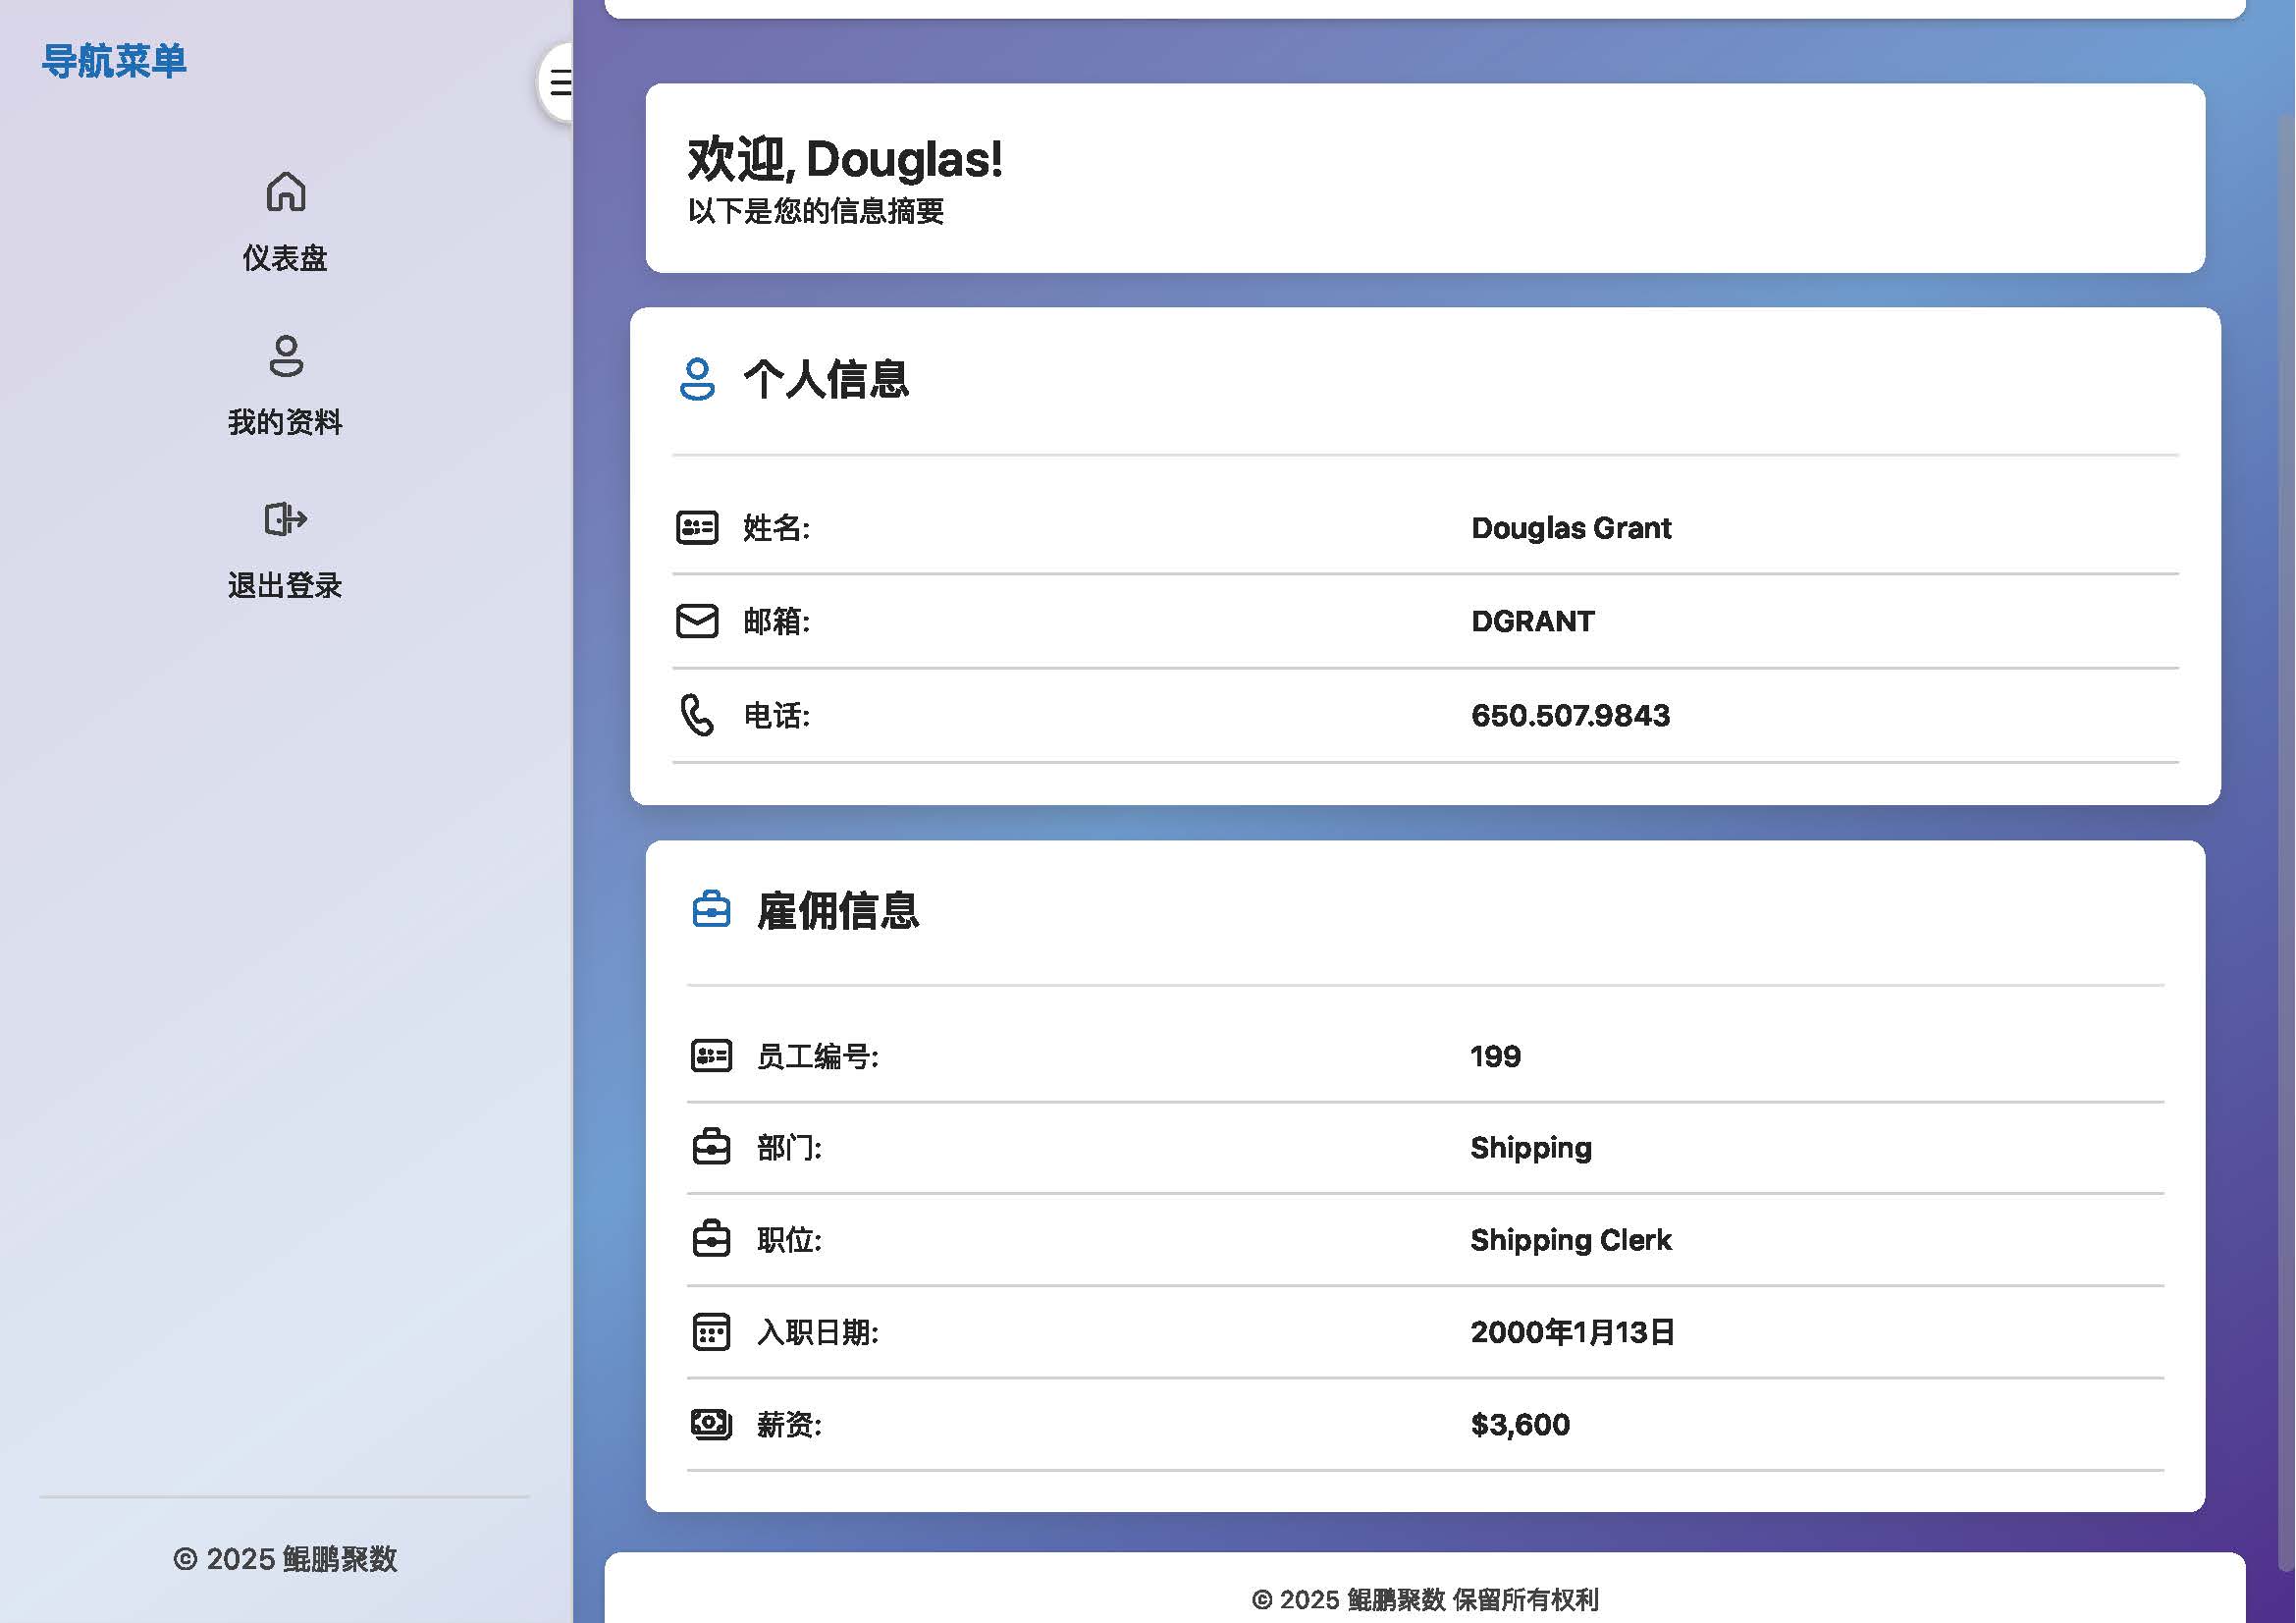 导航菜单
仪表盘
我的资料
退出登录
© 2025 鲲鹏聚数
欢迎, Douglas!
以下是您的信息摘要
个人信息
姓名: Douglas Grant
邮箱: DGRANT
电话: 650.507.9843
雇佣信息
员工编号: 199
部门: Shipping
职位: Shipping Clerk
入职日期: 2000年1月13日
薪资: $3,600
© 2025 鲲鹏聚数 保留所有权利